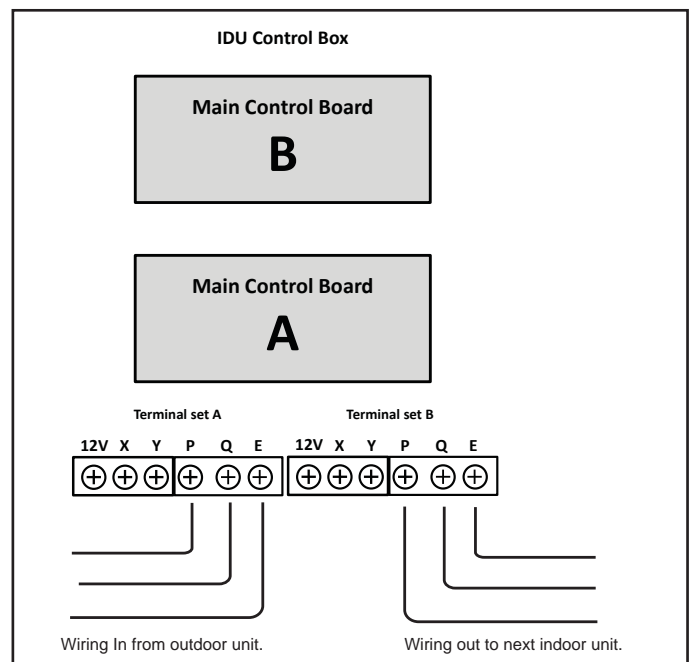 IDU Control Box
Main Control Board
B
Main Control Board
A
Terminal set A Terminal set B
12V X Y P Q E 12V X Y P Q E
Wiring In from outdoor unit. Wiring out to next indoor unit.